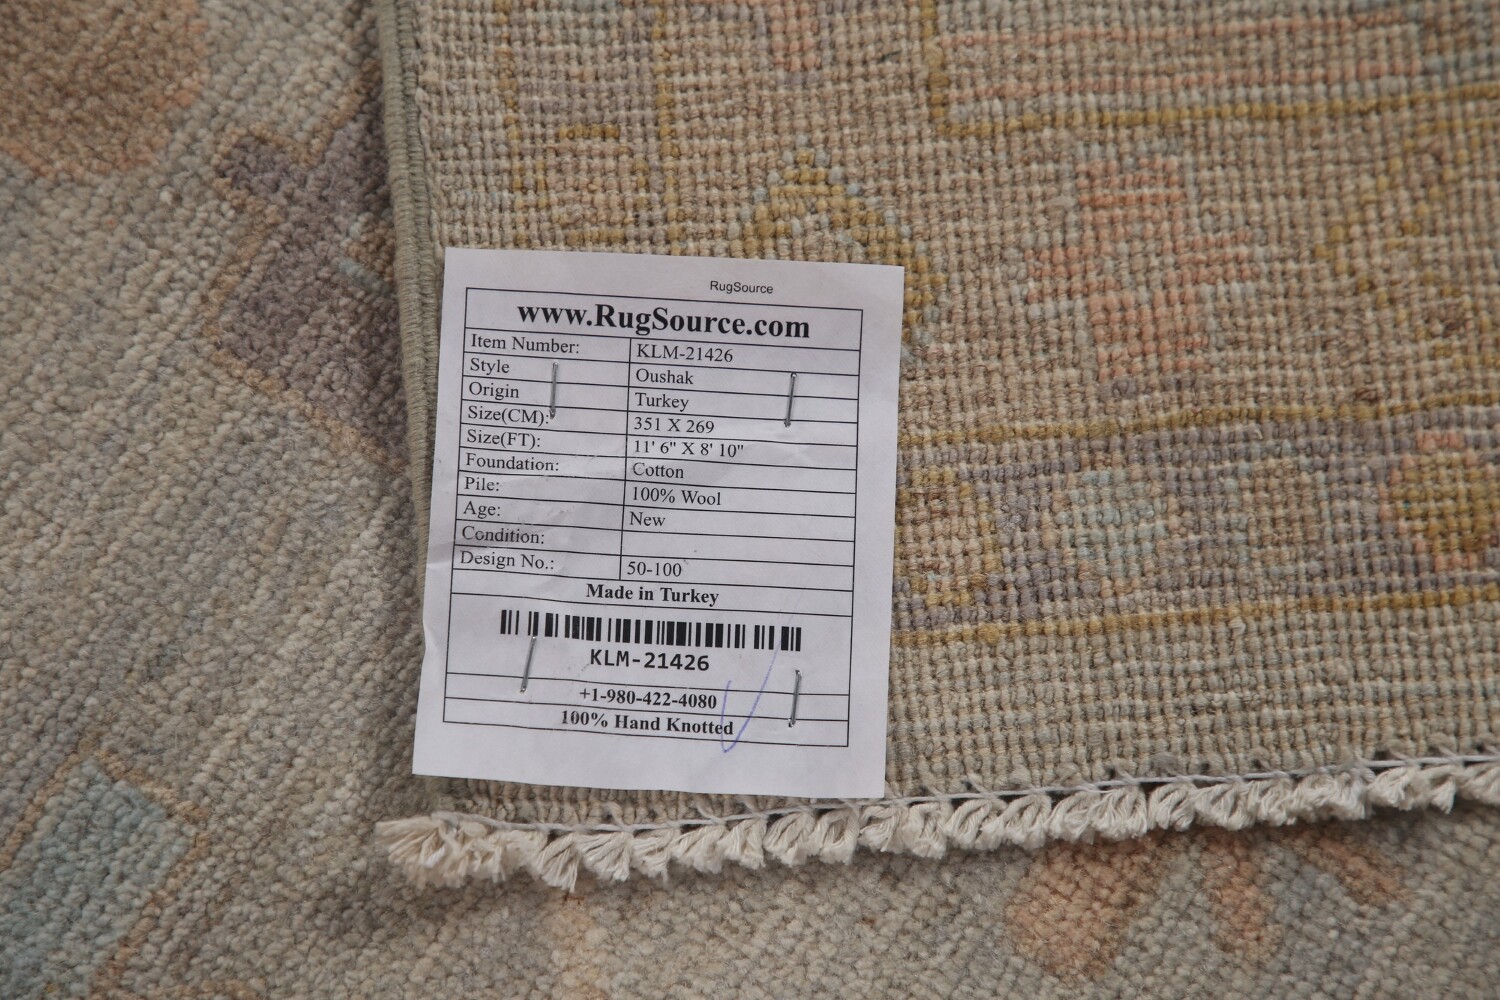 RugSource
www.RugSource.com
Item Number: KLM-21426
Style Oushak
Origin Turkey
Size(CM): 351 X 269
Size(FT): 11' 6" X 8' 10"
Foundation: Cotton
Pile: 100% Wool
Age: New
Condition:
Design No.: 50-100
Made in Turkey
KLM-21426
+1-980-422-4080
100% Hand Knotted